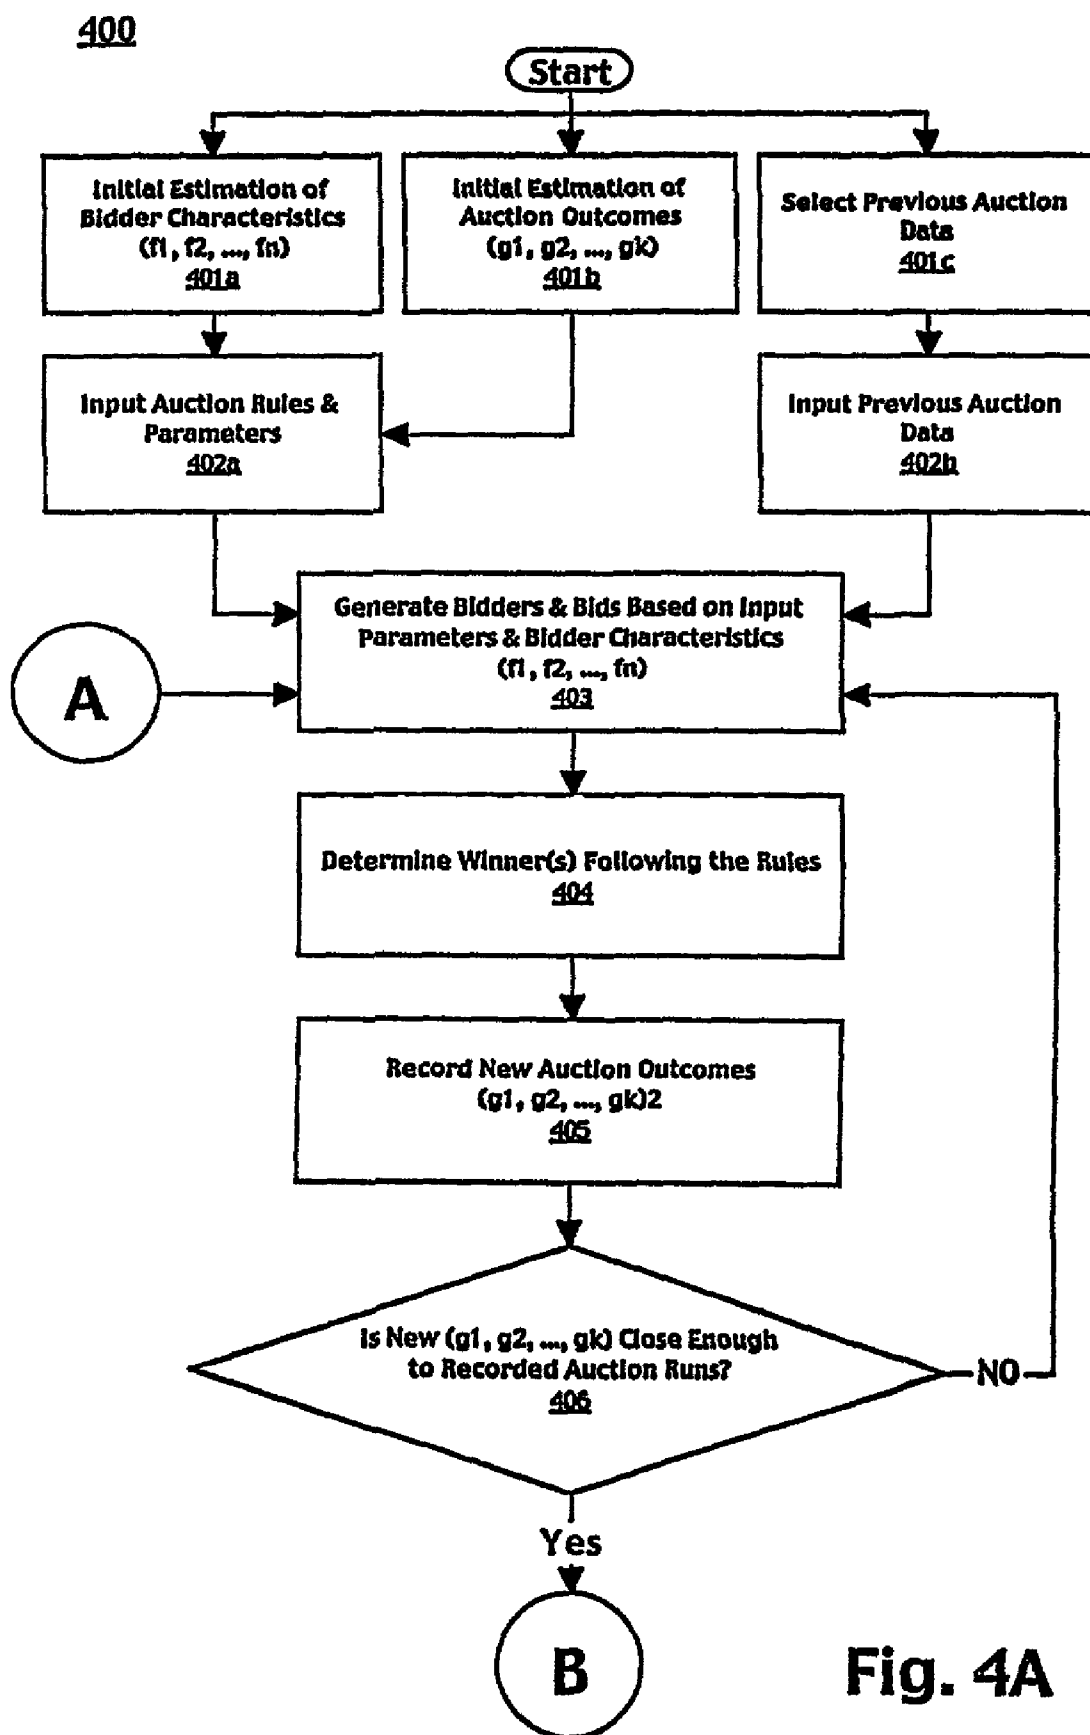 400
Start
Initial Estimation of
Bidder Characteristics
(f1, f2, ..., fn)
401a
Initial Estimation of
Auction Outcomes
(g1, g2, ..., gk)
401b
Select Previous Auction
Data
401c
Input Auction Rules &
Parameters
402a
Input Previous Auction
Data
402b
Generate Bidders & Bids Based on Input
Parameters & Bidder Characteristics
(f1, f2, ..., fn)
403
A
Determine Winner(s) Following the Rules
404
Record New Auction Outcomes
(g1, g2, ..., gk)2
405
Is New (g1, g2, ..., gk) Close Enough
to Recorded Auction Runs?
406
NO
Yes
B
Fig. 4A